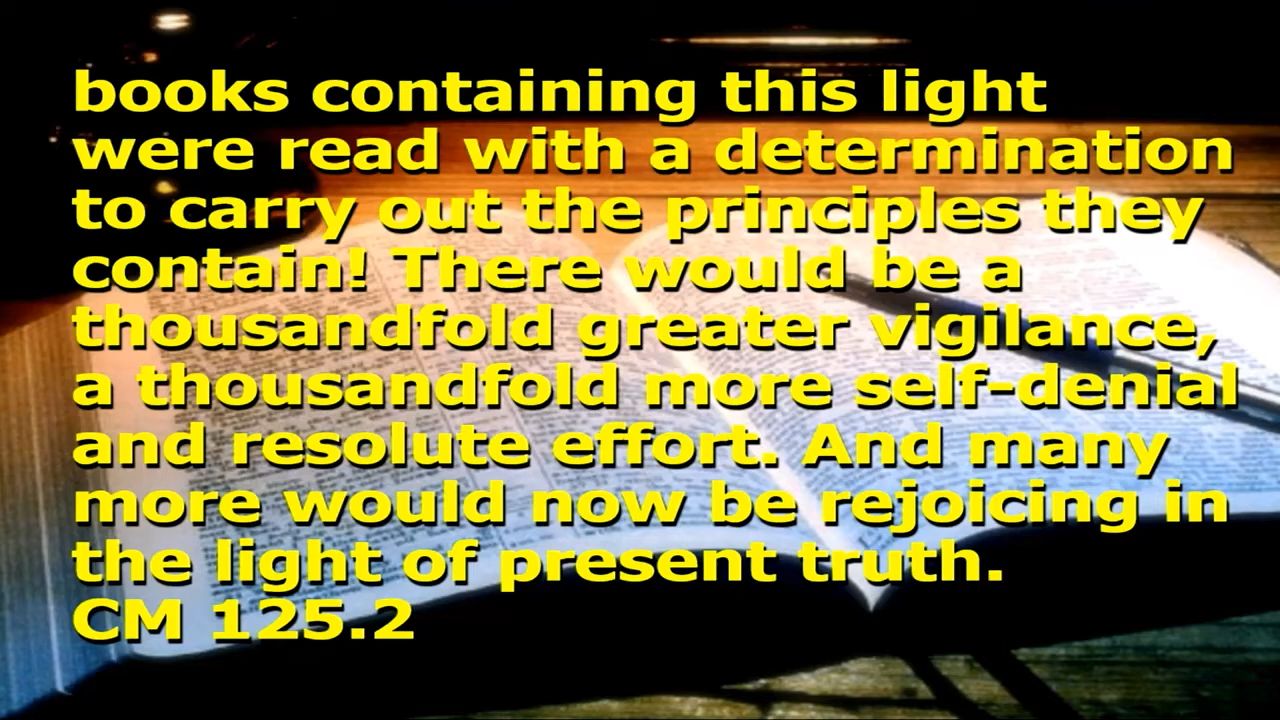 books containing this light
were read with a determination
to carry out the principles they
contain! There would be a
thousandfold greater vigilance,
a thousandfold more self-denial
and resolute effort. And many
more would now be rejoicing in
the light of present truth.
CM 125.2